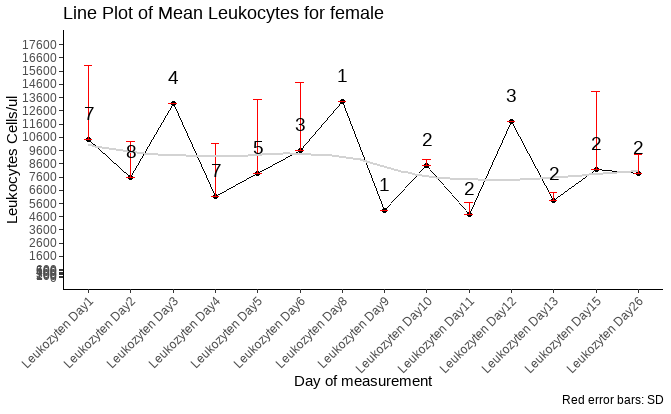 Line Plot of Mean Leukocytes for female
17600
16600
15600
14600
13600
12600
11600
10600
9600
8600
7600
6600
5600
4600
3600
2600
1600
Leukocytes Cells/ul
7
8
4
7
5
3
1
1
2
2
3
2
2
2
Leukozyten Day1
Leukozyten Day2
Leukozyten Day3
Leukozyten Day4
Leukozyten Day5
Leukozyten Day6
Leukozyten Day8
Leukozyten Day9
Leukozyten Day10
Leukozyten Day11
Leukozyten Day12
Leukozyten Day13
Leukozyten Day15
Leukozyten Day26
Day of measurement
Red error bars: SD